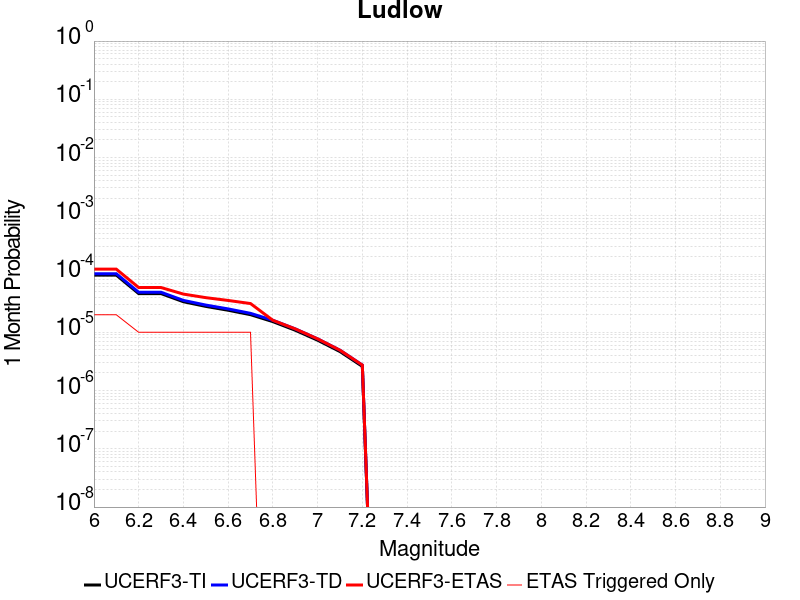 Ludlow
1 Month Probability
10^0
10^-1
10^-2
10^-3
10^-4
10^-5
10^-6
10^-7
10^-8
6 6.2 6.4 6.6 6.8 7 7.2 7.4 7.6 7.8 8 8.2 8.4 8.6 8.8 9
Magnitude
UCERF3-TI UCERF3-TD UCERF3-ETAS ETAS Triggered Only